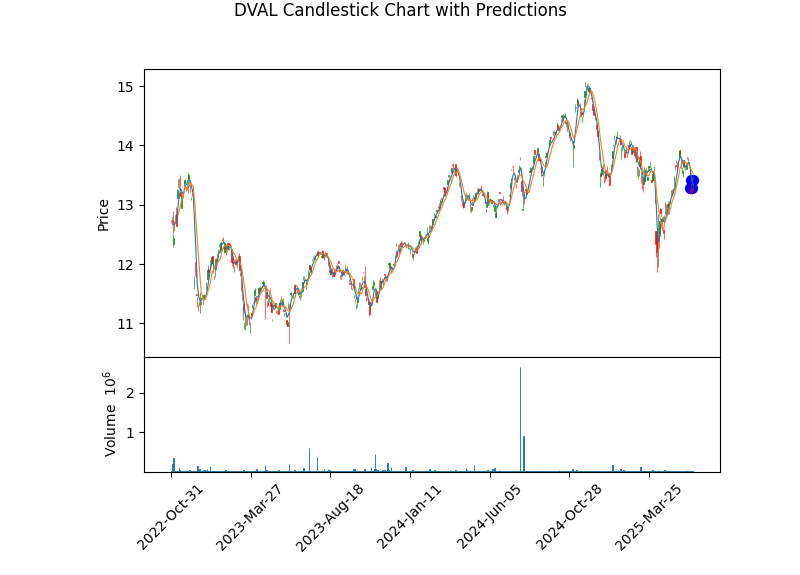 DVAL Candlestick Chart with Predictions
15
14
13
12
11
Price
2
1
Volume 10^6
2022-Oct-31
2023-Mar-27
2023-Aug-18
2024-Jan-11
2024-Jun-05
2024-Oct-28
2025-Mar-25